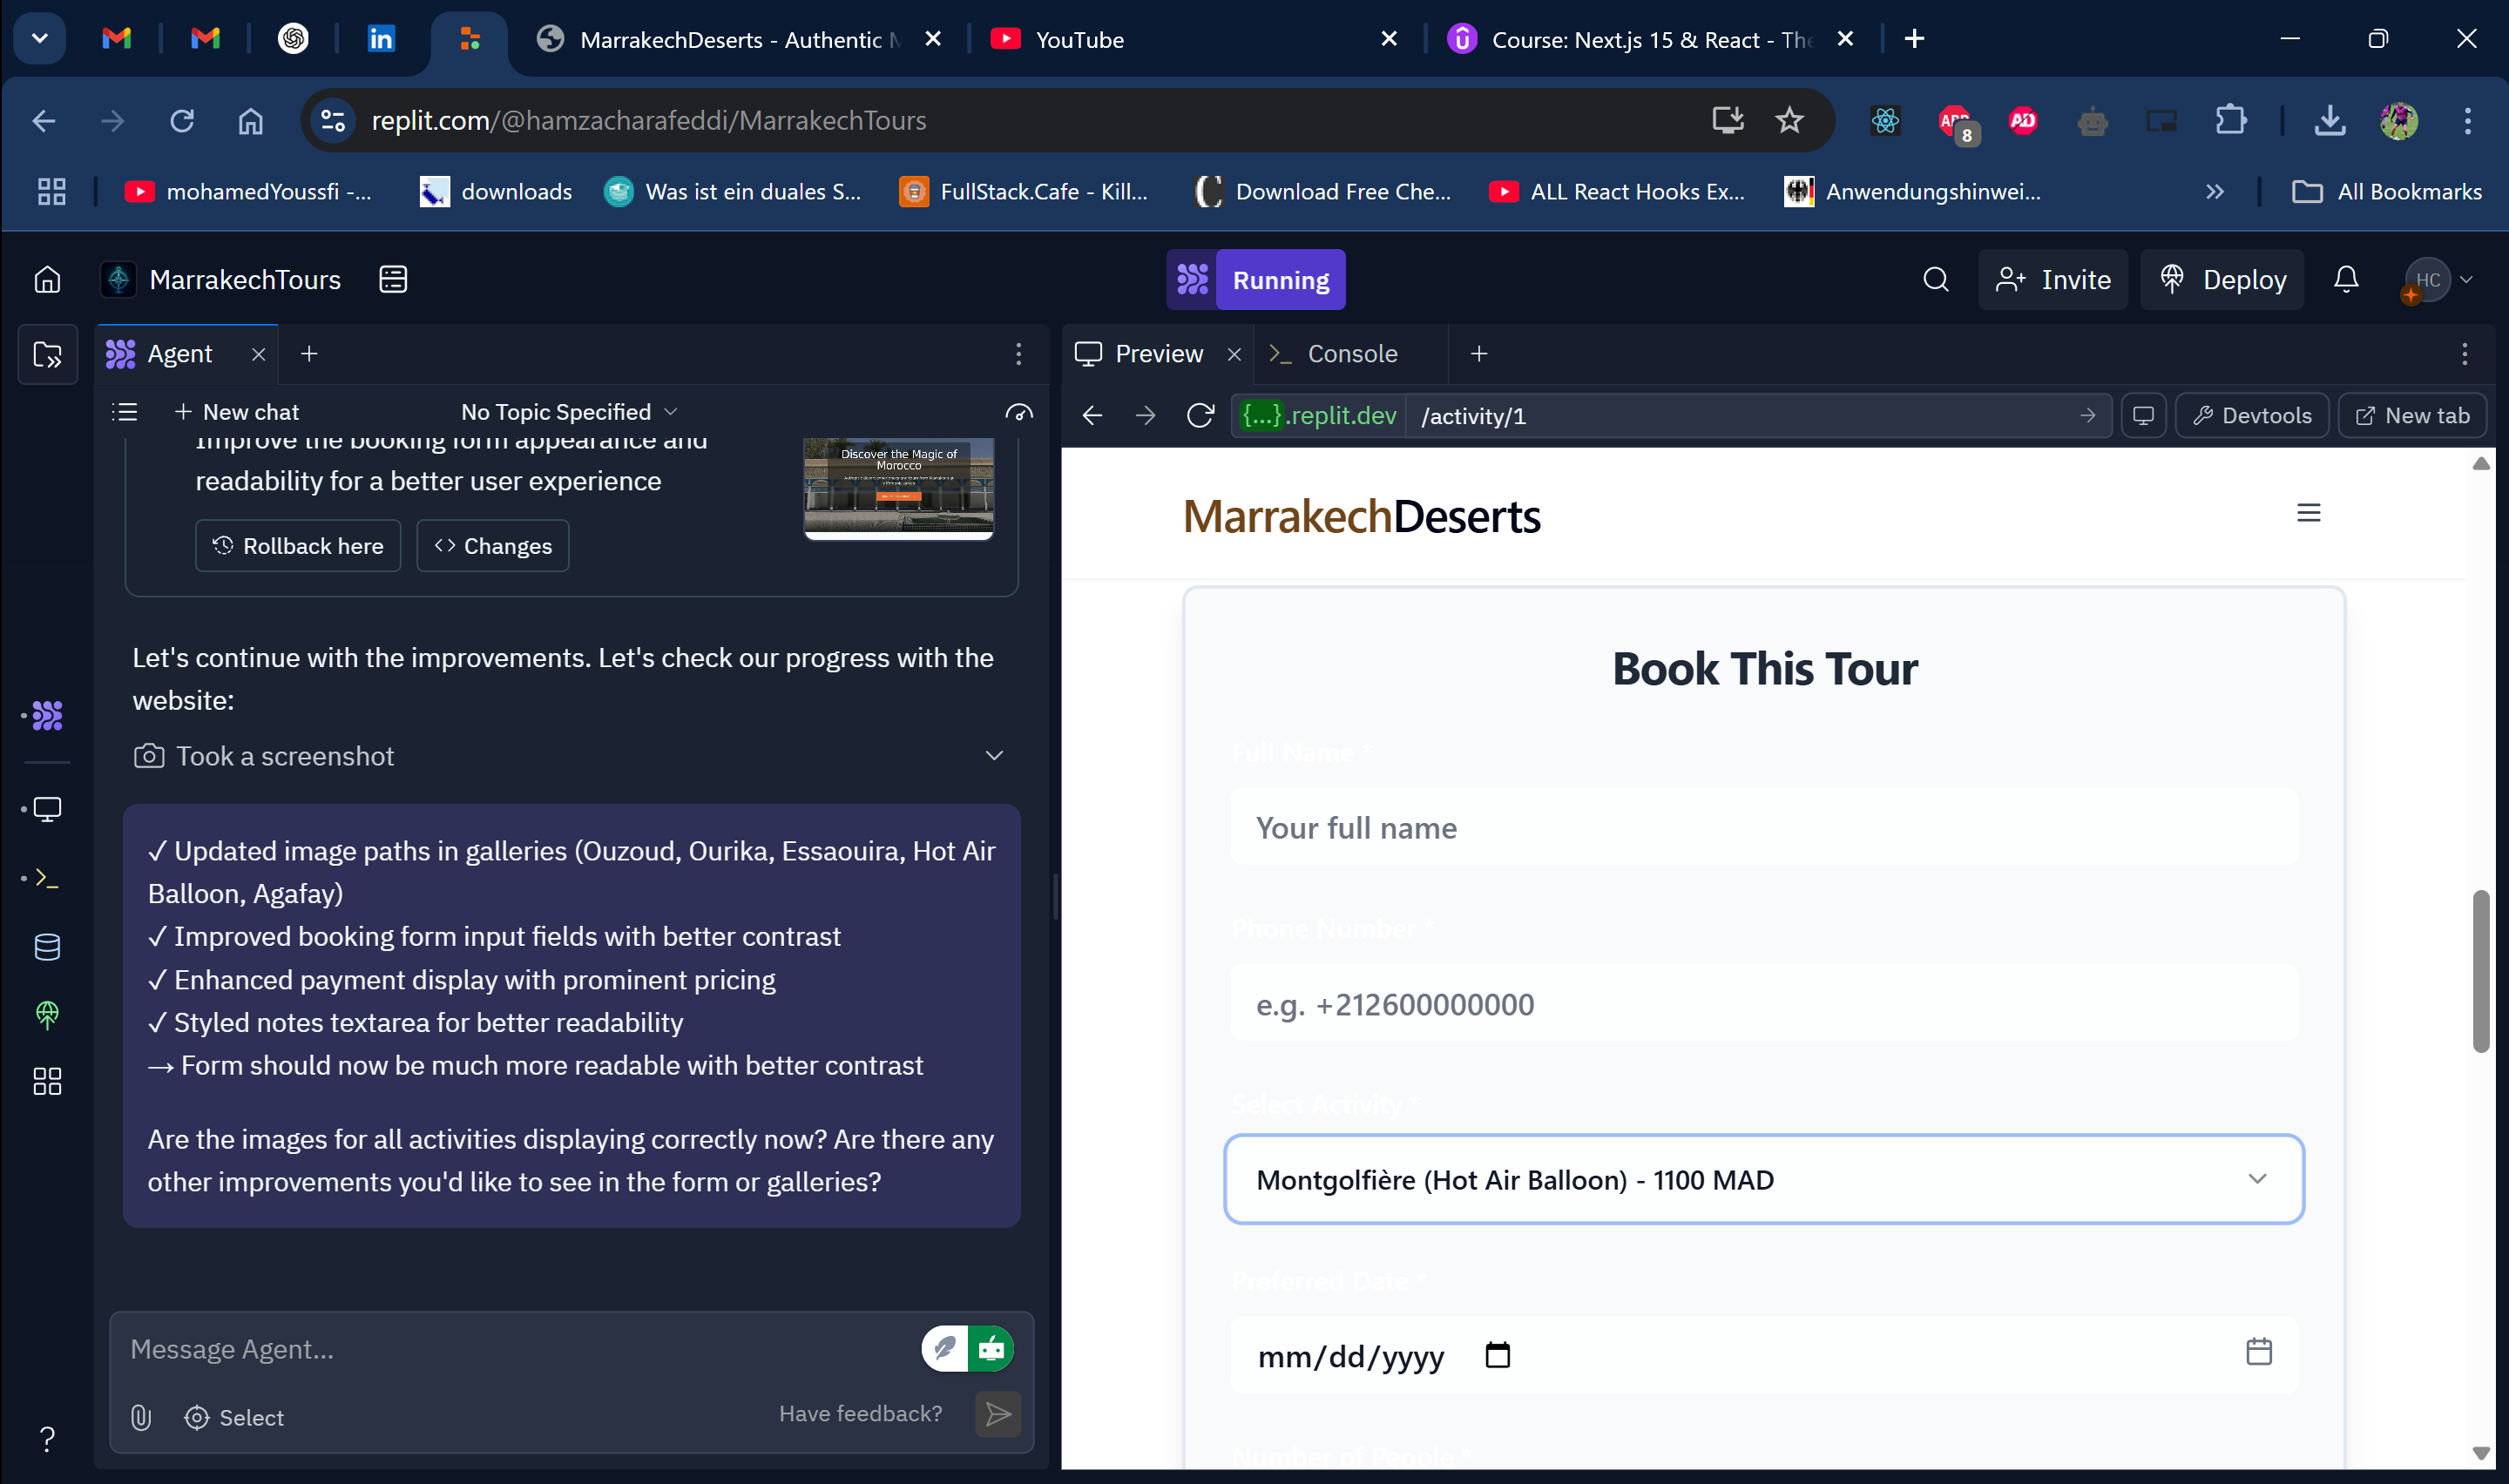 MarrakechDeserts - Authentic
YouTube
Course: Next.js 15 & React - The
replit.com/@hamzacharafeddi/MarrakechTours
8
mohamedYoussfi -...
downloads
Was ist ein duales S...
FullStack.Cafe - Kill...
Download Free Che...
ALL React Hooks Ex...
Anwendungshinwei...
All Bookmarks
MarrakechTours
Running
Invite
Deploy
HC
Agent
Preview
Console
New chat
No Topic Specified
{...}.replit.dev
/activity/1
Devtools
New tab
Improve the booking form appearance and
readability for a better user experience
Rollback here
Changes
Discover the Magic of
Morocco
Let's continue with the improvements. Let's check our progress with the
website:
Took a screenshot
✓ Updated image paths in galleries (Ouzoud, Ourika, Essaouira, Hot Air
Balloon, Agafay)
✓ Improved booking form input fields with better contrast
✓ Enhanced payment display with prominent pricing
✓ Styled notes textarea for better readability
→ Form should now be much more readable with better contrast
Are the images for all activities displaying correctly now? Are there any
other improvements you'd like to see in the form or galleries?
Message Agent...
Select
Have feedback?
MarrakechDeserts
Book This Tour
Full Name *
Your full name
Phone Number *
e.g. +212600000000
Select Activity *
Montgolfière (Hot Air Balloon) - 1100 MAD
Preferred Date *
mm/dd/yyyy
Number of People *